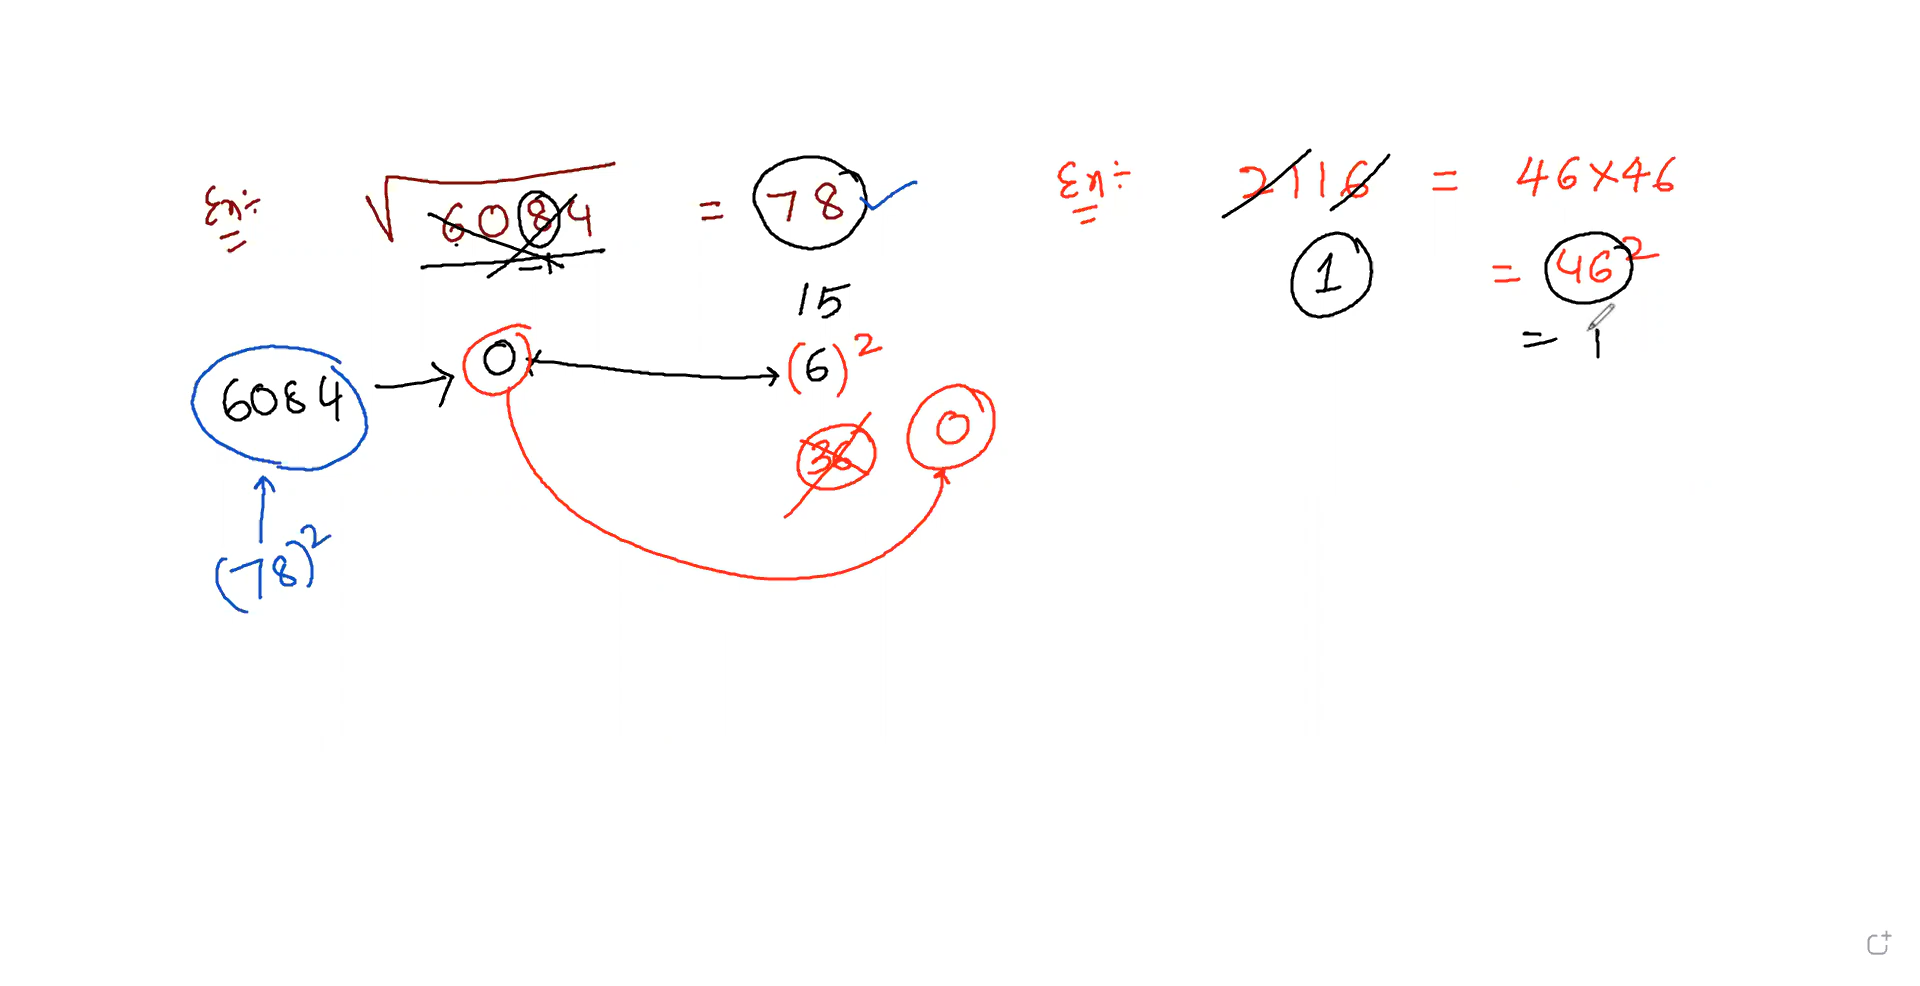 Ex:- √6084 = 78 ✓
15
6084 → 0 ↔ (6)²
36 0
(78)²
Ex:- 2116 = 46×46
1 = 46²
= 1